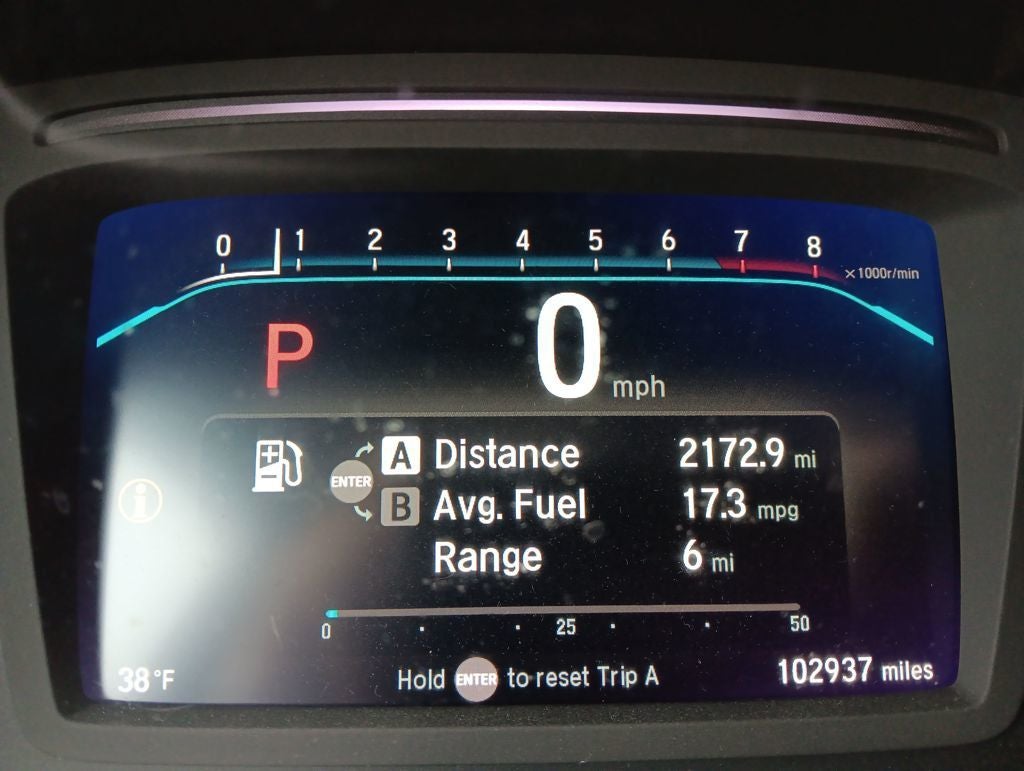 0 1 2 3 4 5 6 7 8 ×1000r/min
P 0 mph
A Distance 2172.9 mi
ENTER
B Avg. Fuel 17.3 mpg
Range 6 mi
0 25 50
38°F Hold ENTER to reset Trip A 102937 miles